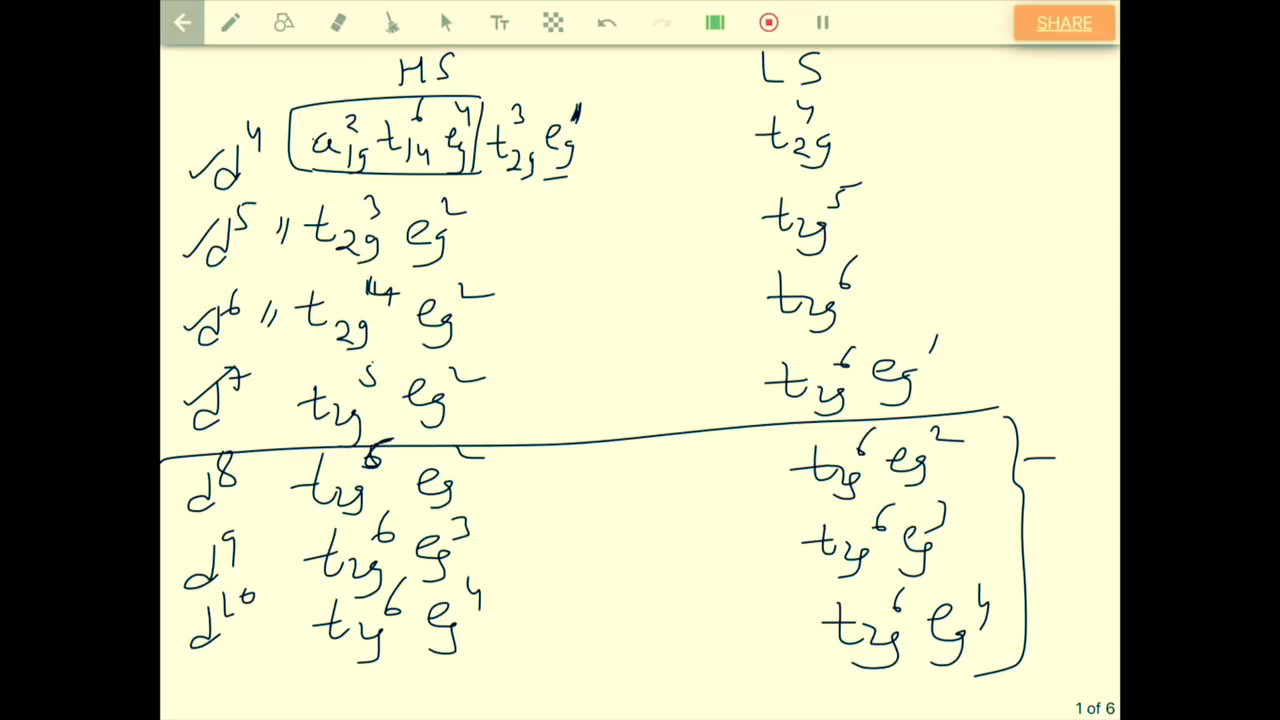 SHARE
HS LS
d⁴ a₁g² t₁u⁶ eg⁴ t₂g³ eg¹ t₂g⁴
d⁵ " t₂g³ eg² t₂g⁵
d⁶ " t₂g⁴ eg² t₂g⁶
d⁷ t₂g⁵ eg² t₂g⁶ eg¹
d⁸ t₂g⁶ eg² t₂g⁶ eg²
d⁹ t₂g⁶ eg³ t₂g⁶ eg³
d¹⁰ t₂g⁶ eg⁴ t₂g⁶ eg⁴
1 of 6